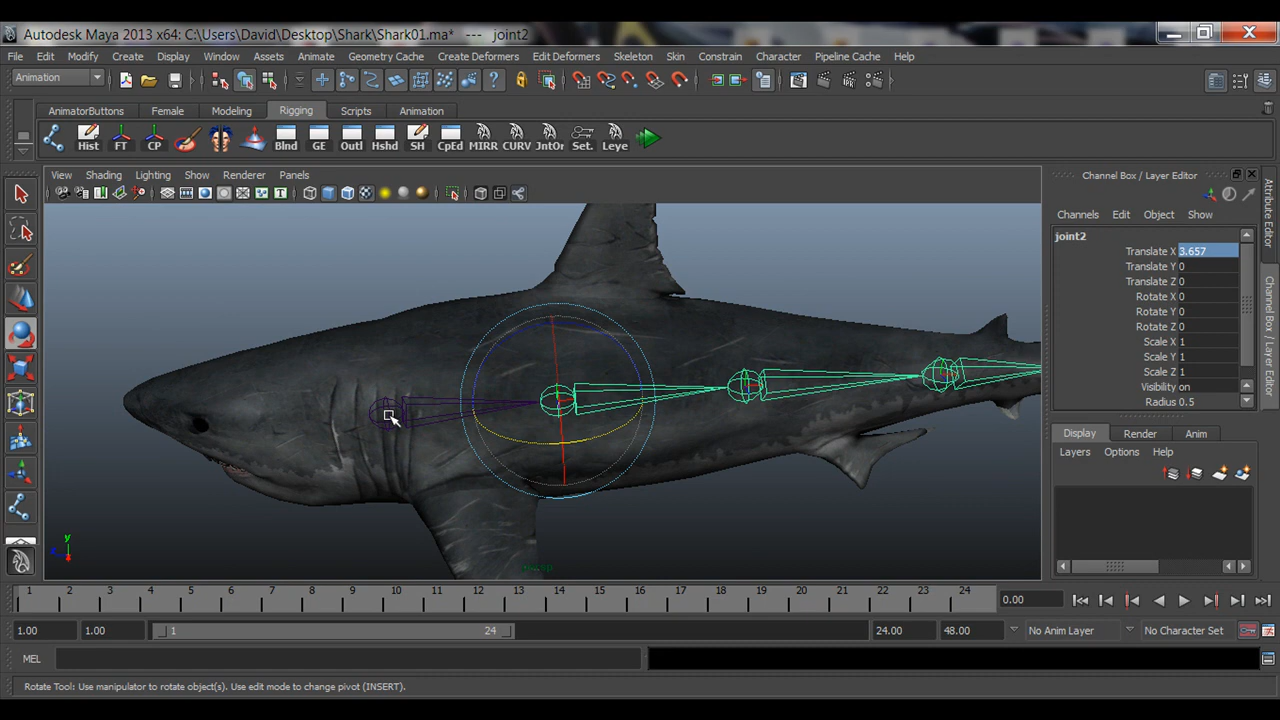 Autodesk Maya 2013 x64: C:\Users\David\Desktop\Shark\Shark01.ma*  ---  joint2
File Edit Modify Create Display Window Assets Animate Geometry Cache Create Deformers Edit Deformers Skeleton Skin Constrain Character Pipeline Cache Help
Animation
AnimatorButtons Female Modeling Rigging Scripts Animation
Hist FT CP Blnd GE Outl Hshd SH CpEd MIRR CURV JntOr Set. Leye
View Shading Lighting Show Renderer Panels
Channel Box / Layer Editor
Channels Edit Object Show
joint2
Translate X 3.657
Translate Y 0
Translate Z 0
Rotate X 0
Rotate Y 0
Rotate Z 0
Scale X 1
Scale Y 1
Scale Z 1
Visibility on
Radius 0.5
Display Render Anim
Layers Options Help
Attribute Editor
Channel Box / Layer Editor
y
persp
1 2 3 4 5 6 7 8 9 10 11 12 13 14 15 16 17 18 19 20 21 22 23 24 0.00
1.00 1.00 1 24 24.00 48.00 No Anim Layer No Character Set
MEL
Rotate Tool: Use manipulator to rotate object(s). Use edit mode to change pivot (INSERT).